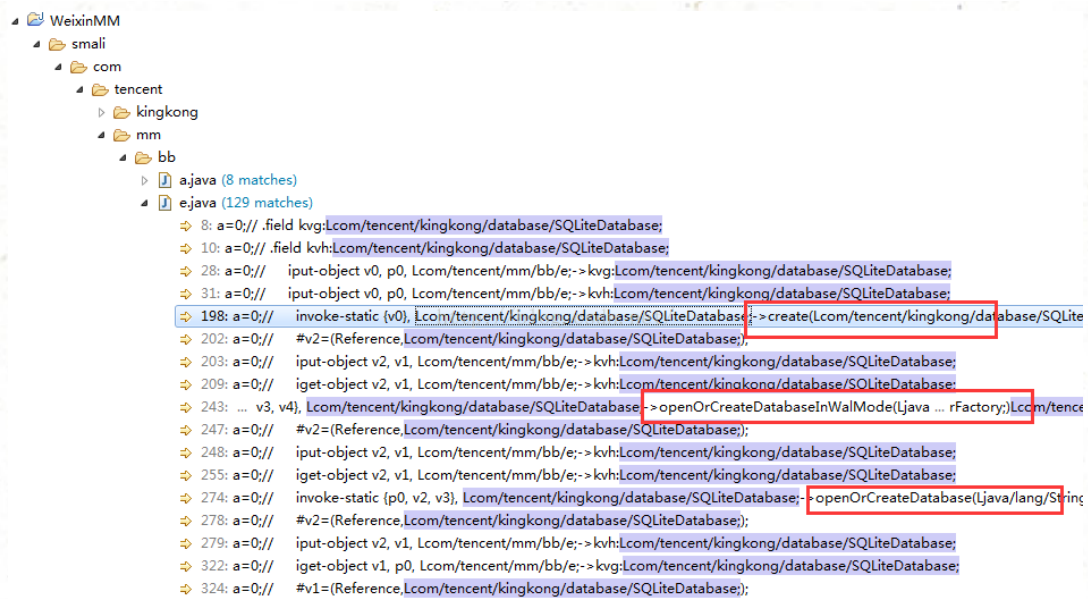 WeixinMM
smali
com
tencent
kingkong
mm
bb
a.java (8 matches)
e.java (129 matches)
8: a=0;// .field kvg:Lcom/tencent/kingkong/database/SQLiteDatabase;
10: a=0;// .field kvh:Lcom/tencent/kingkong/database/SQLiteDatabase;
28: a=0;// iput-object v0, p0, Lcom/tencent/mm/bb/e;->kvg:Lcom/tencent/kingkong/database/SQLiteDatabase;
31: a=0;// iput-object v0, p0, Lcom/tencent/mm/bb/e;->kvh:Lcom/tencent/kingkong/database/SQLiteDatabase;
198: a=0;// invoke-static {v0}, Lcom/tencent/kingkong/database/SQLiteDatabase;->create(Lcom/tencent/kingkong/database/SQLite
202: a=0;// #v2=(Reference,Lcom/tencent/kingkong/database/SQLiteDatabase;);
203: a=0;// iput-object v2, v1, Lcom/tencent/mm/bb/e;->kvh:Lcom/tencent/kingkong/database/SQLiteDatabase;
209: a=0;// iget-object v2, v1, Lcom/tencent/mm/bb/e;->kvh:Lcom/tencent/kingkong/database/SQLiteDatabase;
243: ... v3, v4}, Lcom/tencent/kingkong/database/SQLiteDatabase;->openOrCreateDatabaseInWalMode(Ljava ... rFactory;)Lcom/tence
247: a=0;// #v2=(Reference,Lcom/tencent/kingkong/database/SQLiteDatabase;);
248: a=0;// iput-object v2, v1, Lcom/tencent/mm/bb/e;->kvh:Lcom/tencent/kingkong/database/SQLiteDatabase;
255: a=0;// iget-object v2, v1, Lcom/tencent/mm/bb/e;->kvh:Lcom/tencent/kingkong/database/SQLiteDatabase;
274: a=0;// invoke-static {p0, v2, v3}, Lcom/tencent/kingkong/database/SQLiteDatabase;->openOrCreateDatabase(Ljava/lang/String
278: a=0;// #v2=(Reference,Lcom/tencent/kingkong/database/SQLiteDatabase;);
279: a=0;// iput-object v2, v1, Lcom/tencent/mm/bb/e;->kvh:Lcom/tencent/kingkong/database/SQLiteDatabase;
322: a=0;// iget-object v1, p0, Lcom/tencent/mm/bb/e;->kvg:Lcom/tencent/kingkong/database/SQLiteDatabase;
324: a=0;// #v1=(Reference,Lcom/tencent/kingkong/database/SQLiteDatabase;);